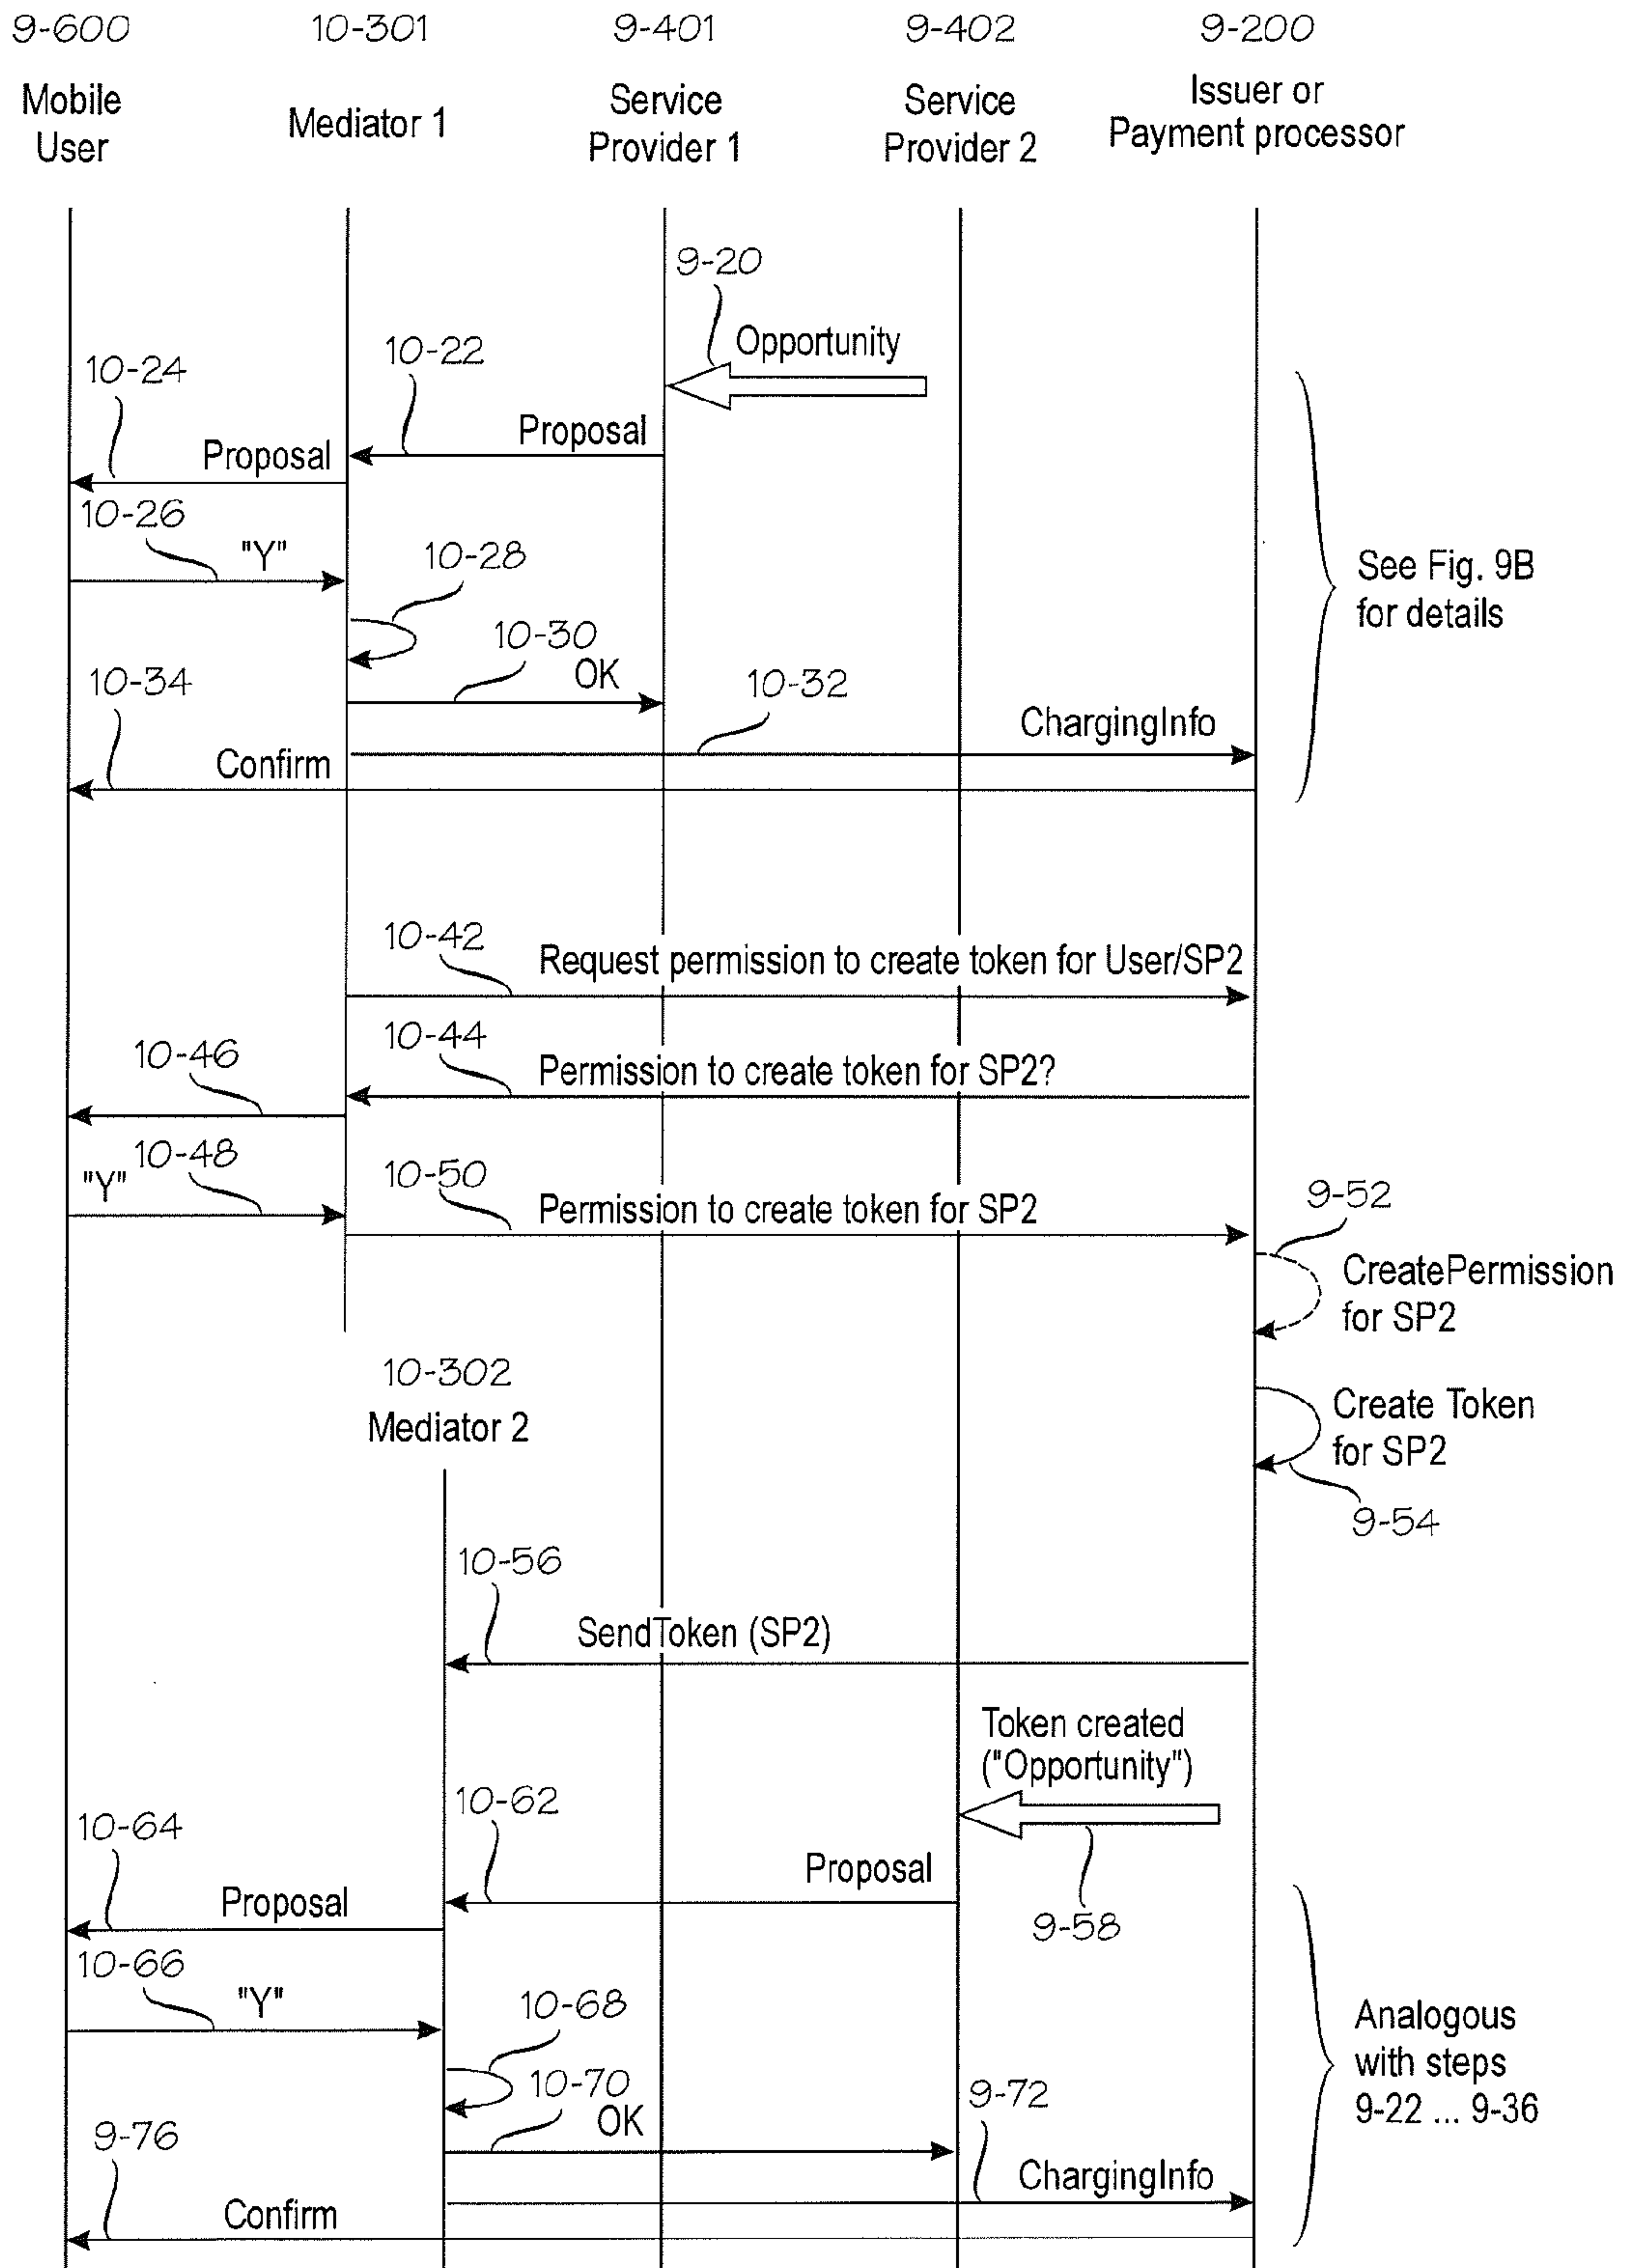 9-600 10-301 9-401 9-402 9-200
Mobile User
Mediator 1
Service Provider 1
Service Provider 2
Issuer or Payment processor
9-20
Opportunity
10-22
10-24
Proposal
Proposal
10-26
"Y"
10-28
See Fig. 9B
for details
10-30
OK
10-34
10-32
ChargingInfo
Confirm
10-42
Request permission to create token for User/SP2
10-44
10-46
Permission to create token for SP2?
10-48
"Y"
10-50
Permission to create token for SP2
9-52
CreatePermission
for SP2
10-302
Mediator 2
Create Token
for SP2
9-54
10-56
SendToken (SP2)
Token created
("Opportunity")
10-62
10-64
Proposal
Proposal
9-58
10-66
"Y"
10-68
Analogous
with steps
9-22 ... 9-36
10-70
OK
9-72
9-76
ChargingInfo
Confirm